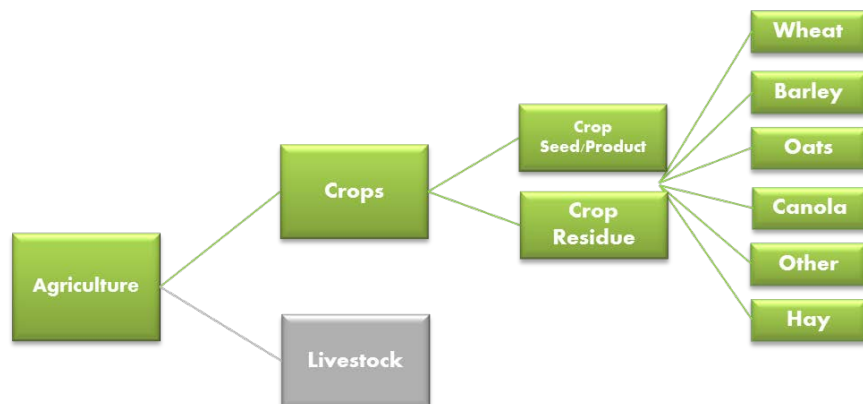 Wheat
Barley
Crop
Seed/Product
Oats
Crops
Canola
Crop
Residue
Other
Agriculture
Hay
Livestock